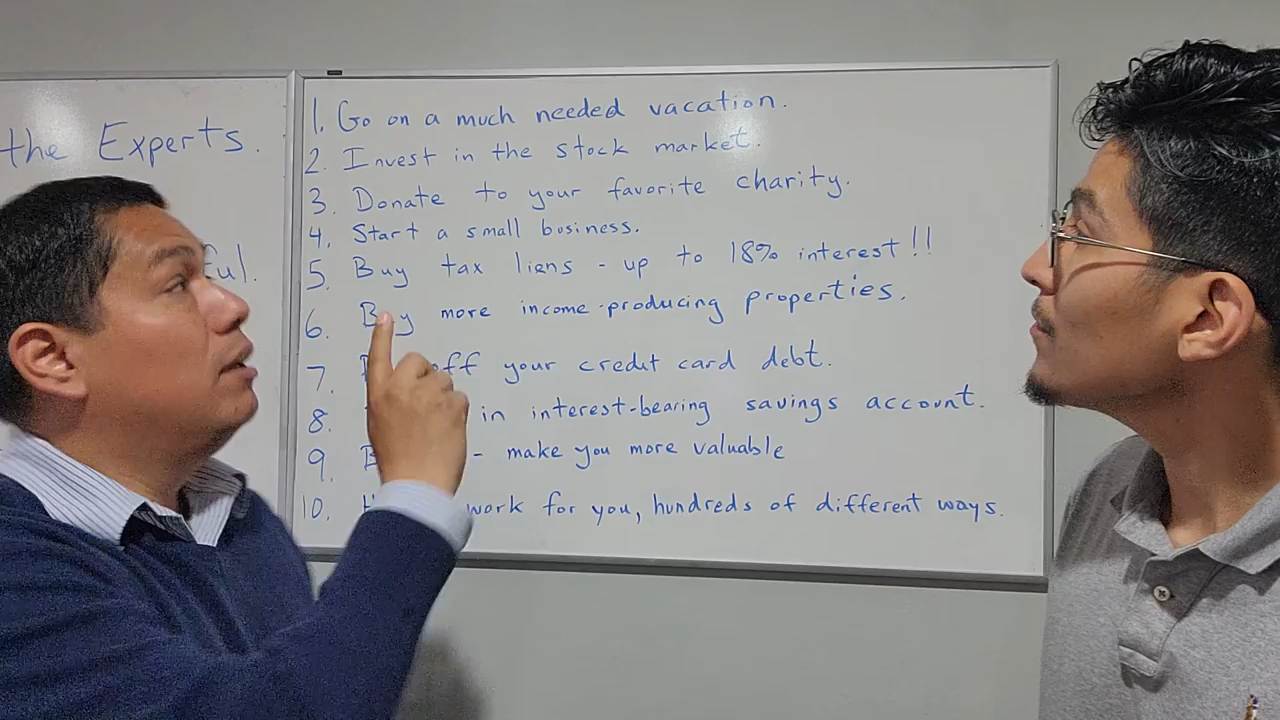 the Experts.
ful.
1. Go on a much needed vacation.
2. Invest in the stock market.
3. Donate to your favorite charity.
4. Start a small business.
5. Buy tax liens - up to 18% interest!!
6. Buy more income-producing properties.
7. off your credit card debt.
8. in interest-bearing savings account.
9. - make you more valuable
10. work for you, hundreds of different ways.